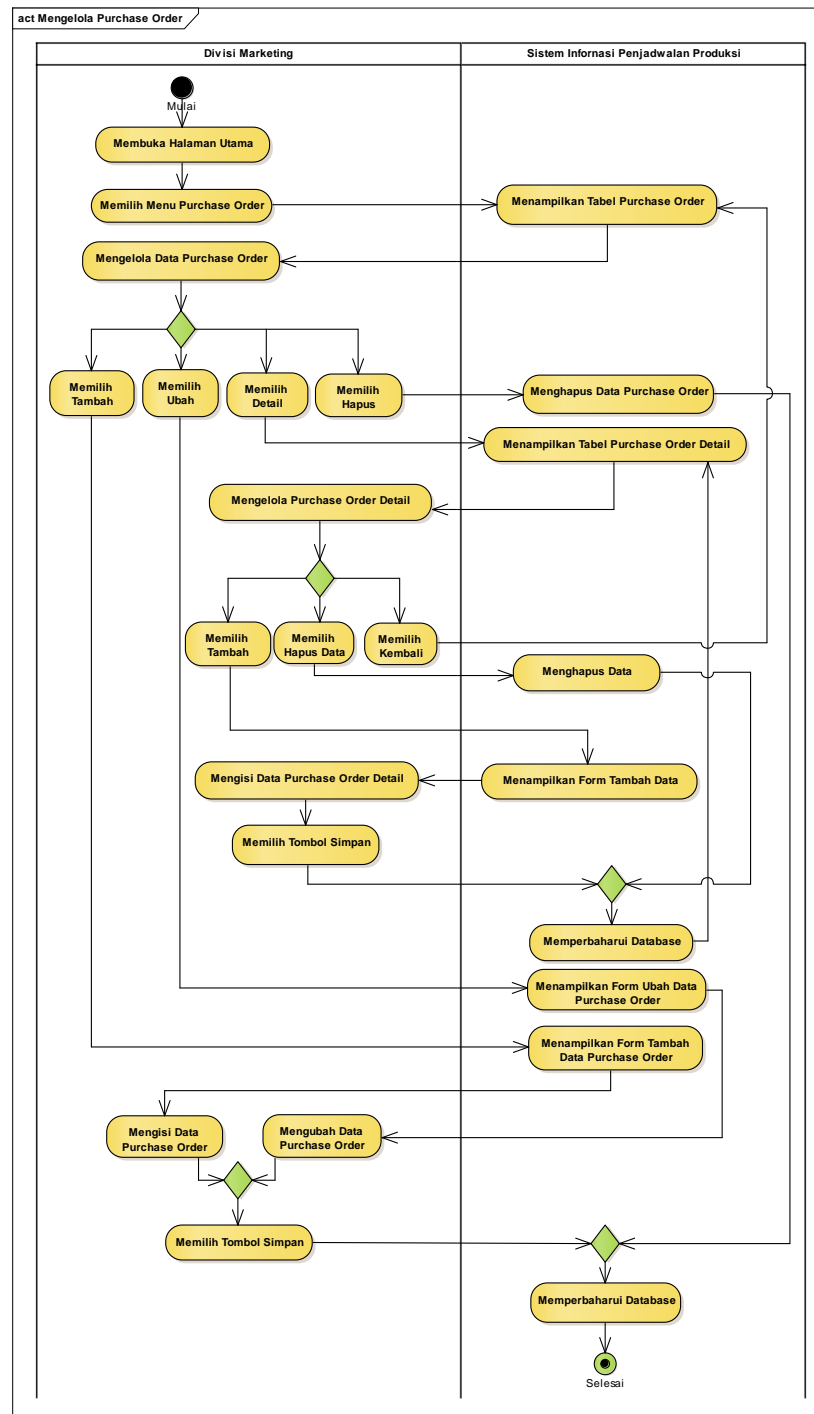 act Mengelola Purchase Order
Divisi Marketing
Sistem Infornasi Penjadwalan Produksi
Mulai
Membuka Halaman Utama
Memilih Menu Purchase Order
Menampilkan Tabel Purchase Order
Mengelola Data Purchase Order
Memilih
Tambah
Memilih
Ubah
Memilih
Detail
Memilih
Hapus
Menghapus Data Purchase Order
Menampilkan Tabel Purchase Order Detail
Mengelola Purchase Order Detail
Memilih
Tambah
Memilih
Hapus Data
Memilih
Kembali
Menghapus Data
Mengisi Data Purchase Order Detail
Menampilkan Form Tambah Data
Memilih Tombol Simpan
Memperbaharui Database
Menampilkan Form Ubah Data
Purchase Order
Menampilkan Form Tambah
Data Purchase Order
Mengisi Data
Purchase Order
Mengubah Data
Purchase Order
Memilih Tombol Simpan
Memperbaharui Database
Selesai